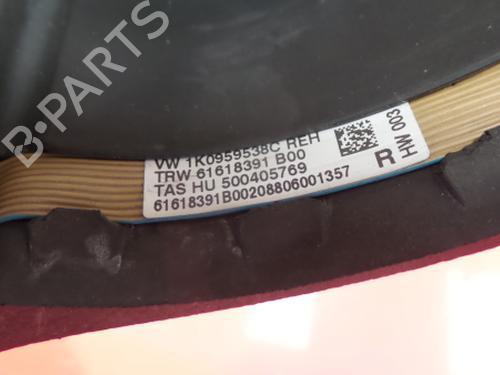 B-PARTS
VW 1K0959538C REH
TRW 61618391 B00
TAS HU 500405769
61618391B00208806001357
R
HW 003